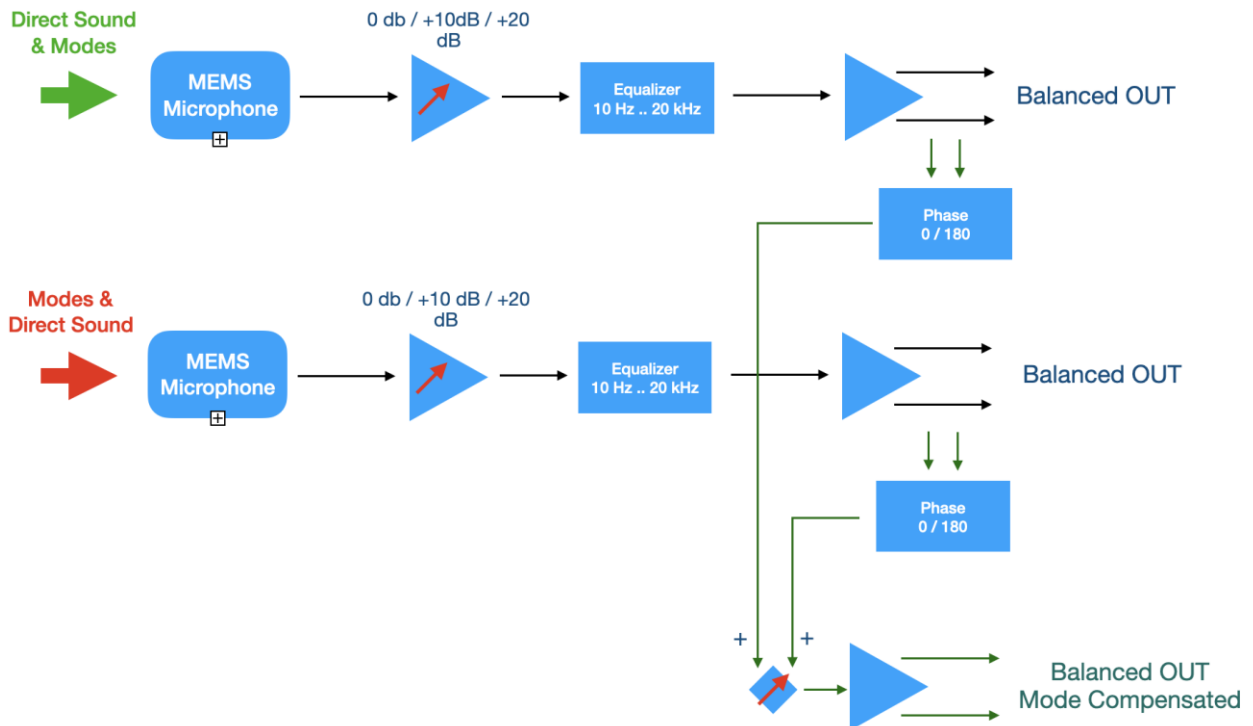 Direct Sound
& Modes
0 db / +10dB / +20
dB
MEMS
Microphone
Equalizer
10 Hz .. 20 kHz
Balanced OUT
Phase
0 / 180
Modes &
Direct Sound
0 db / +10 dB / +20
dB
MEMS
Microphone
Equalizer
10 Hz .. 20 kHz
Balanced OUT
Phase
0 / 180
+
+
Balanced OUT
Mode Compensated